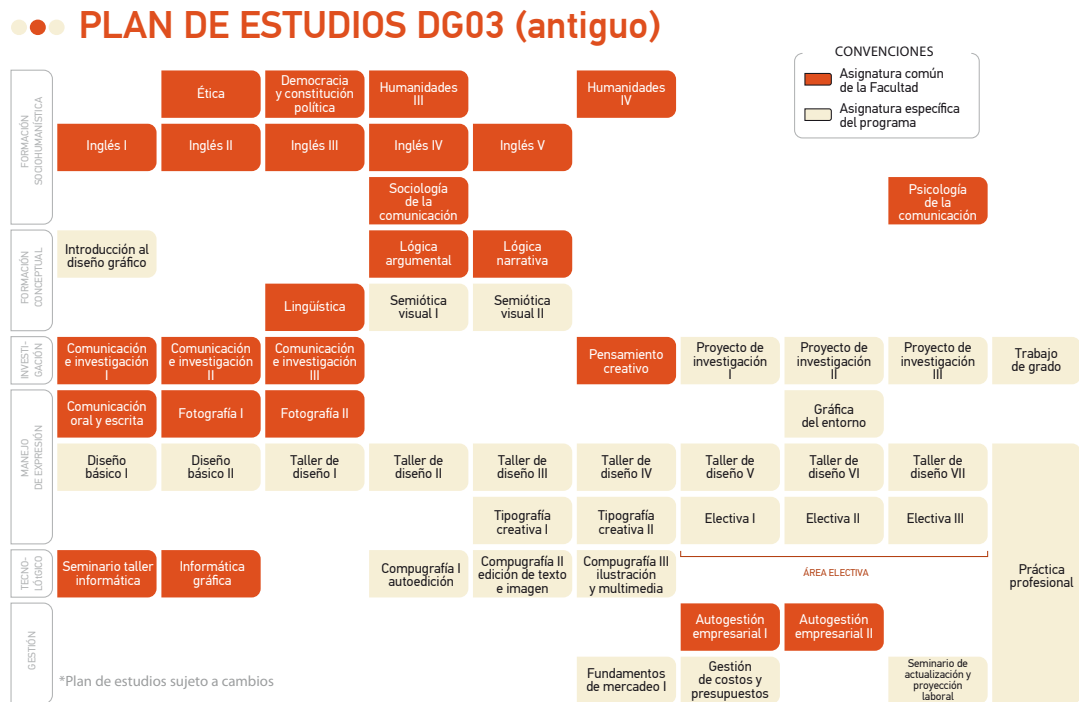 PLAN DE ESTUDIOS DG03 (antiguo)
CONVENCIONES
Asignatura común
de la Facultad
Asignatura específica
del programa
FORMACIÓN
SOCIOHUMANÍSTICA
Ética
Democracia
y constitución
política
Humanidades
III
Humanidades
IV
Inglés I
Inglés II
Inglés III
Inglés IV
Inglés V
Sociología
de la
comunicación
Psicología
de la
comunicación
FORMACIÓN
CONCEPTUAL
Introducción al
diseño gráfico
Lógica
argumental
Lógica
narrativa
Lingüística
Semiótica
visual I
Semiótica
visual II
INVESTI-
GACIÓN
Comunicación
e investigación
I
Comunicación
e investigación
II
Comunicación
e investigación
III
Pensamiento
creativo
Proyecto de
investigación
I
Proyecto de
investigación
II
Proyecto de
investigación
III
Trabajo
de grado
MANEJO
DE EXPRESIÓN
Comunicación
oral y escrita
Fotografía I
Fotografía II
Gráfica
del entorno
Diseño
básico I
Diseño
básico II
Taller de
diseño I
Taller de
diseño II
Taller de
diseño III
Taller de
diseño IV
Taller de
diseño V
Taller de
diseño VI
Taller de
diseño VII
Tipografía
creativa I
Tipografía
creativa II
Electiva I
Electiva II
Electiva III
TECNO-
LÓGICO
Seminario taller
informática
Informática
gráfica
Compugrafía I
autoedición
Compugrafía II
edición de texto
e imagen
Compugrafía III
ilustración
y multimedia
ÁREA ELECTIVA
Práctica
profesional
GESTIÓN
Autogestión
empresarial I
Autogestión
empresarial II
Fundamentos
de mercadeo I
Gestión
de costos y
presupuestos
Seminario de
actualización y
proyección
laboral
*Plan de estudios sujeto a cambios